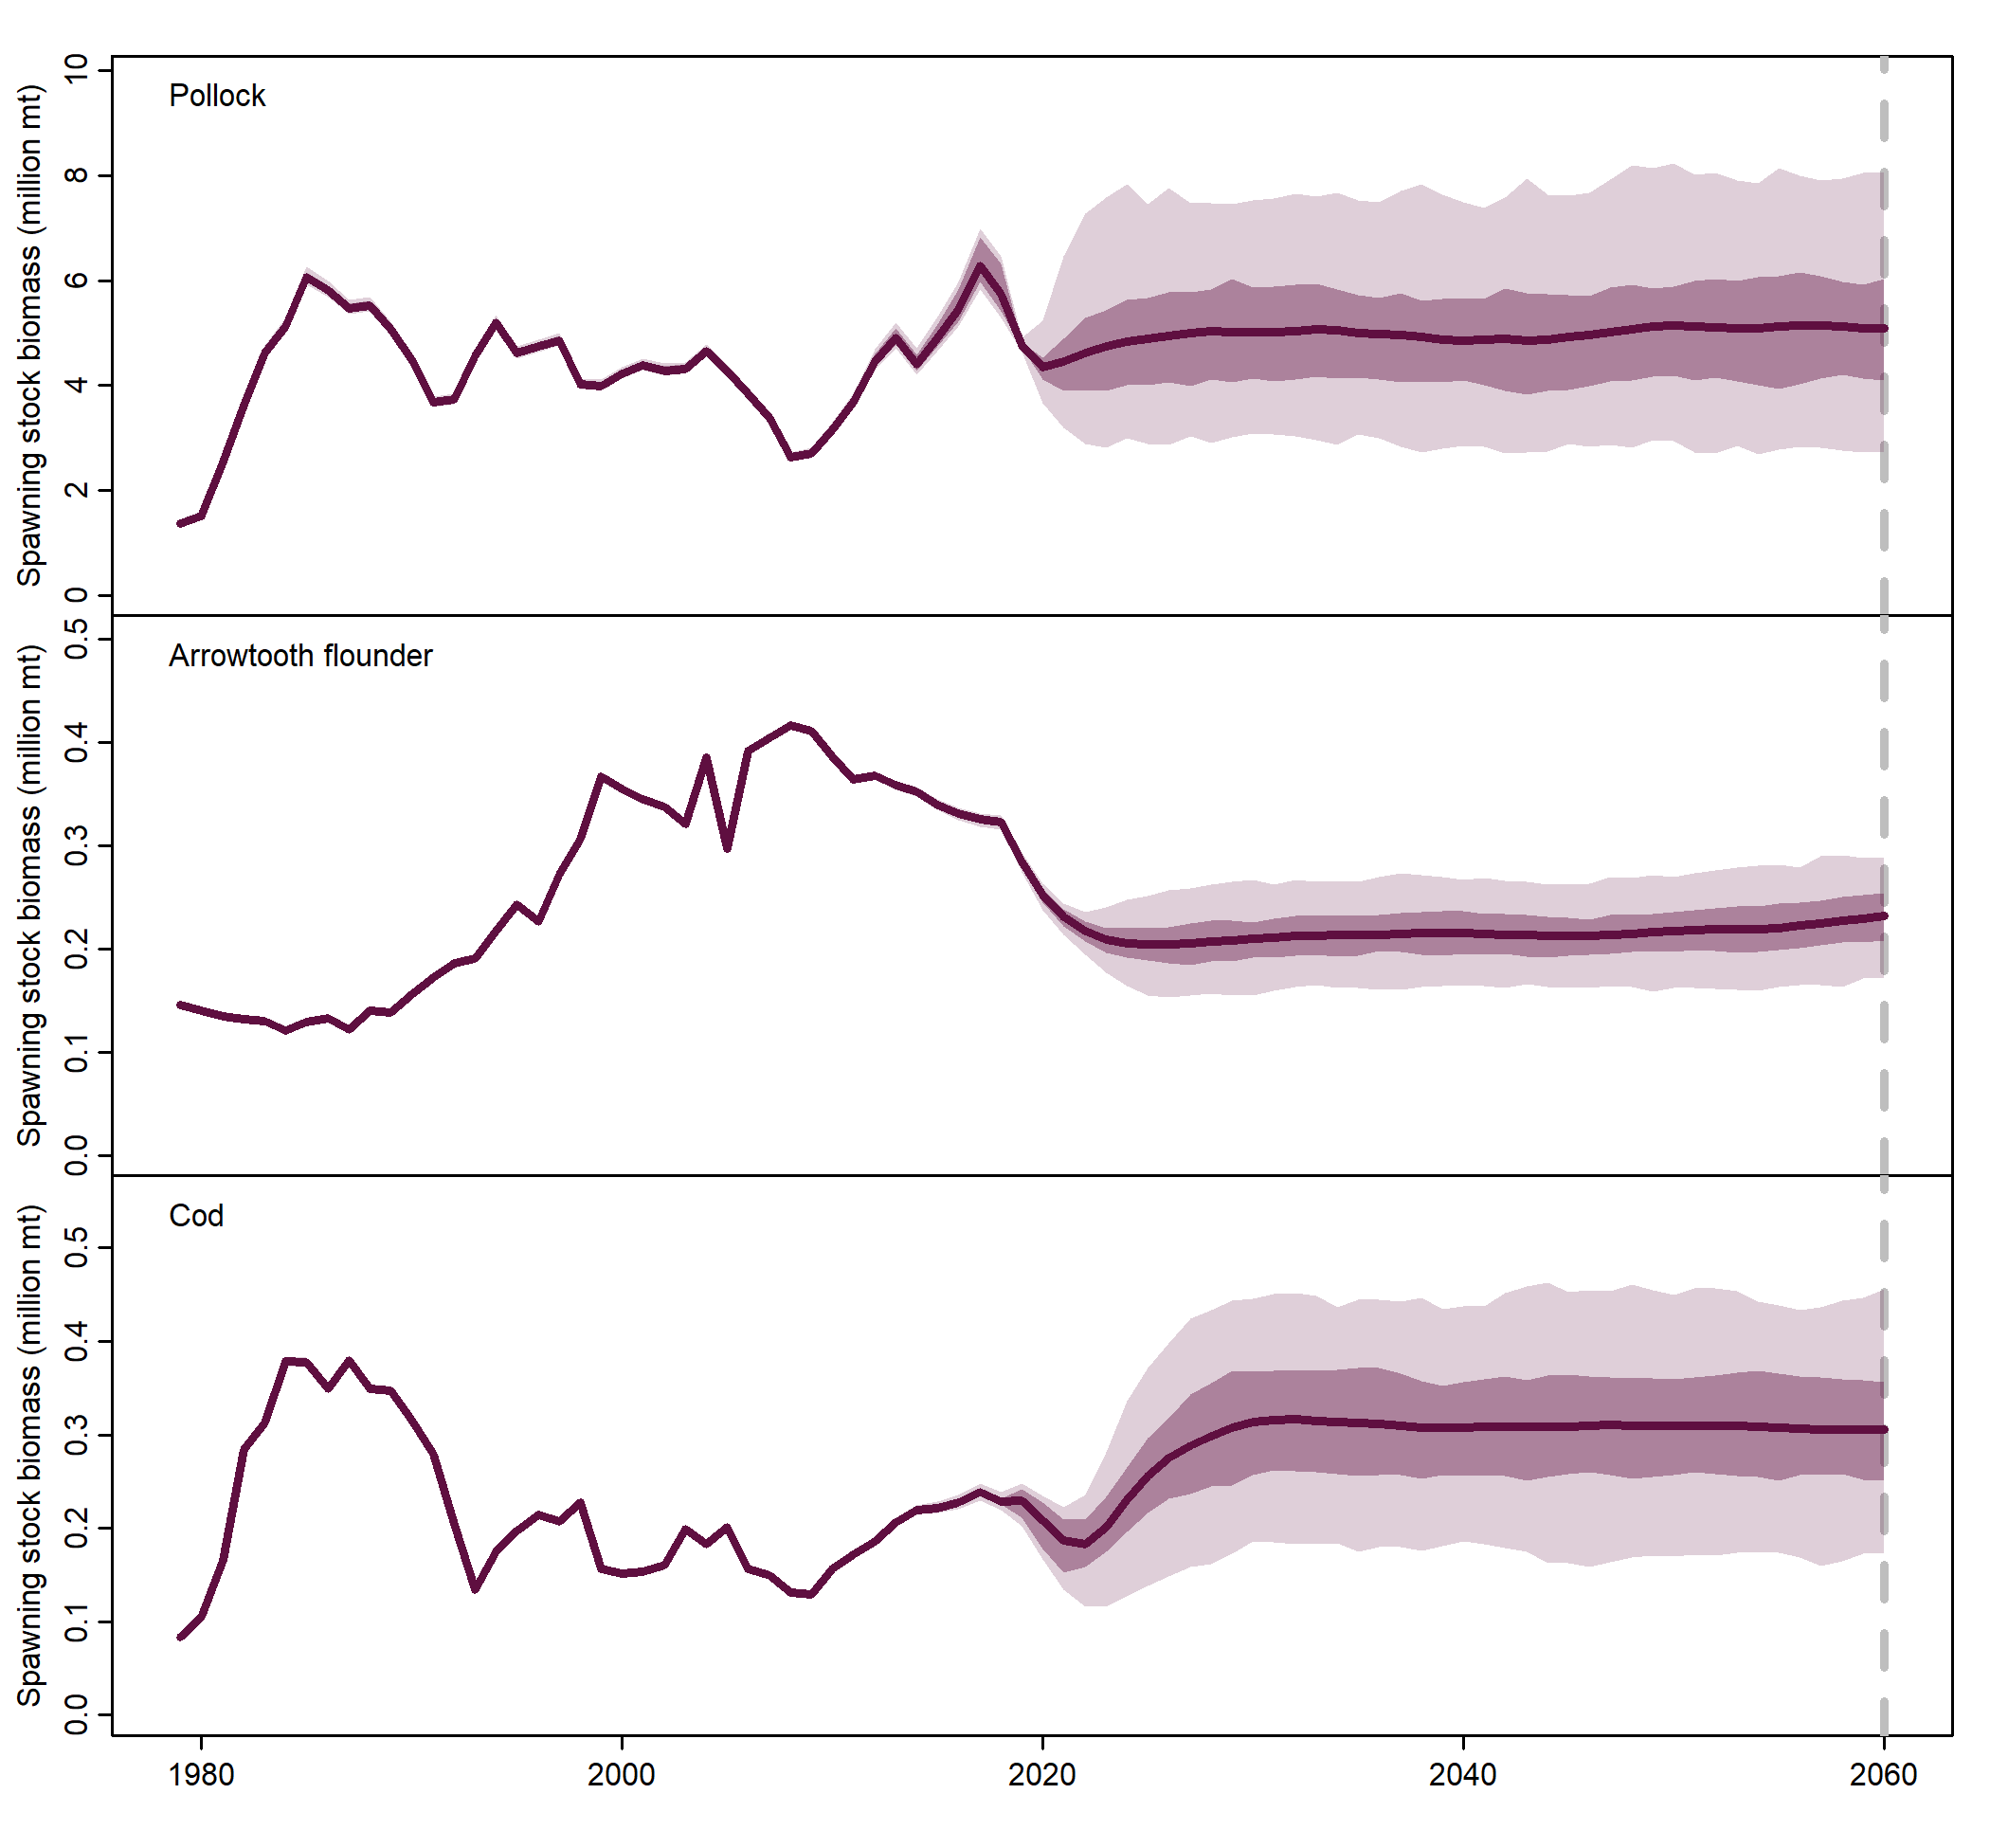 Pollock
Spawning stock biomass (million mt)
10
8
6
4
2
0
Arrowtooth flounder
Spawning stock biomass (million mt)
0.5
0.4
0.3
0.2
0.1
0.0
Cod
Spawning stock biomass (million mt)
0.5
0.4
0.3
0.2
0.1
0.0
1980 2000 2020 2040 2060